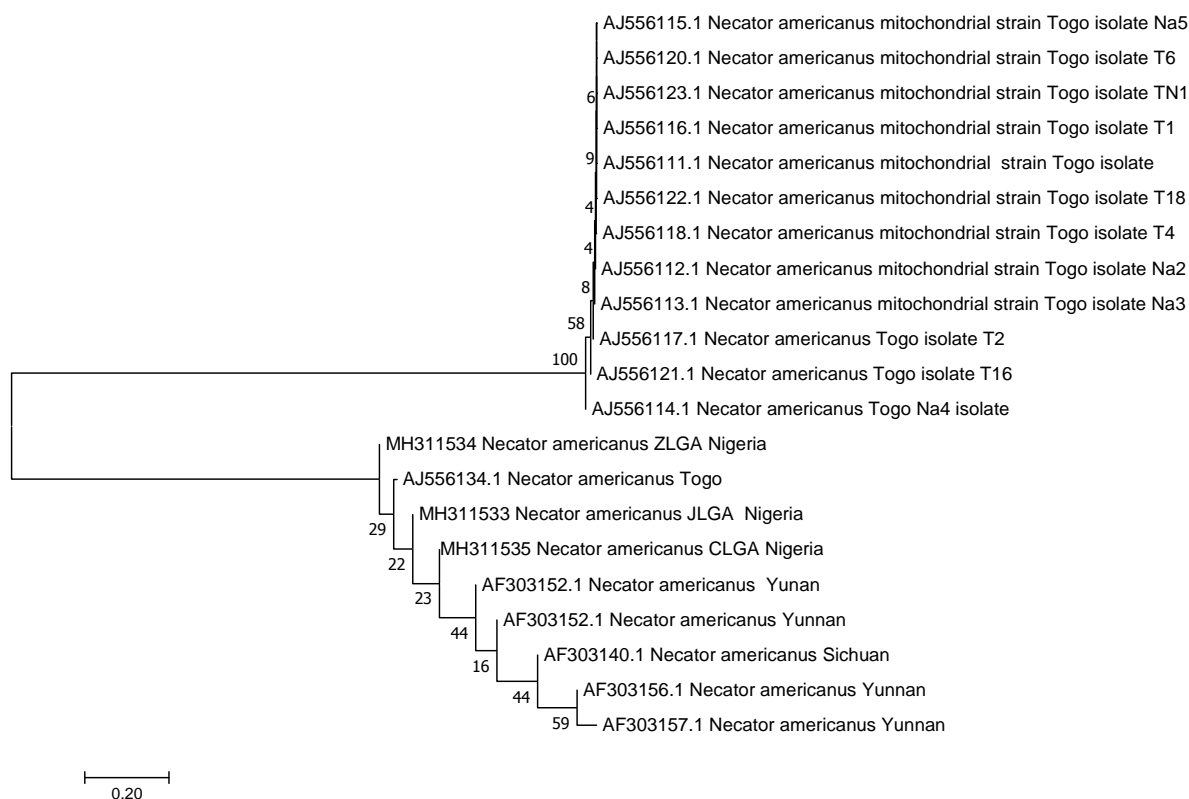 AJ556115.1 Necator americanus mitochondrial strain Togo isolate Na5
AJ556120.1 Necator americanus mitochondrial strain Togo isolate T6
AJ556123.1 Necator americanus mitochondrial strain Togo isolate TN1
6
AJ556116.1 Necator americanus mitochondrial strain Togo isolate T1
AJ556111.1 Necator americanus mitochondrial strain Togo isolate
9
AJ556122.1 Necator americanus mitochondrial strain Togo isolate T18
4
AJ556118.1 Necator americanus mitochondrial strain Togo isolate T4
4
AJ556112.1 Necator americanus mitochondrial strain Togo isolate Na2
8
AJ556113.1 Necator americanus mitochondrial strain Togo isolate Na3
58
AJ556117.1 Necator americanus Togo isolate T2
100
AJ556121.1 Necator americanus Togo isolate T16
AJ556114.1 Necator americanus Togo Na4 isolate
MH311534 Necator americanus ZLGA Nigeria
AJ556134.1 Necator americanus Togo
MH311533 Necator americanus JLGA Nigeria
29
MH311535 Necator americanus CLGA Nigeria
22
AF303152.1 Necator americanus Yunan
23
AF303152.1 Necator americanus Yunnan
44
AF303140.1 Necator americanus Sichuan
16
AF303156.1 Necator americanus Yunnan
44
AF303157.1 Necator americanus Yunnan
59
0.20